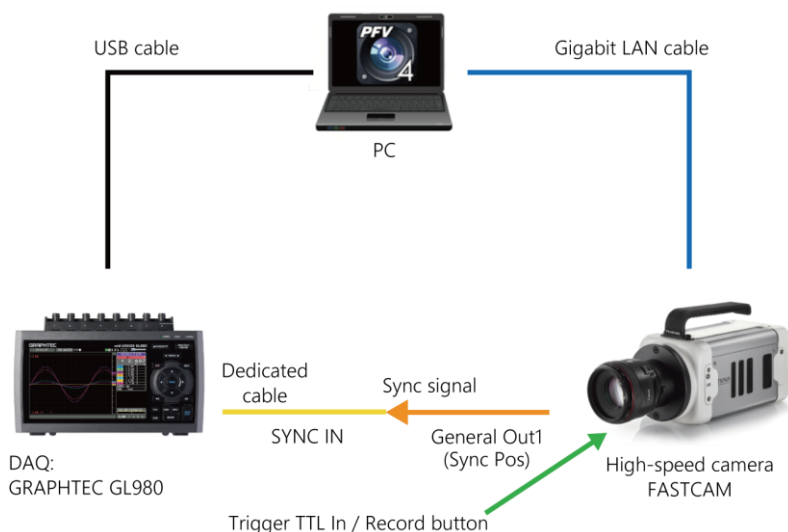 USB cable
PFV
4
Gigabit LAN cable
PC
GRAPHTEC
Dedicated
cable
Sync signal
SYNC IN
General Out1
(Sync Pos)
DAQ:
GRAPHTEC GL980
High-speed camera
FASTCAM
Trigger TTL In / Record button